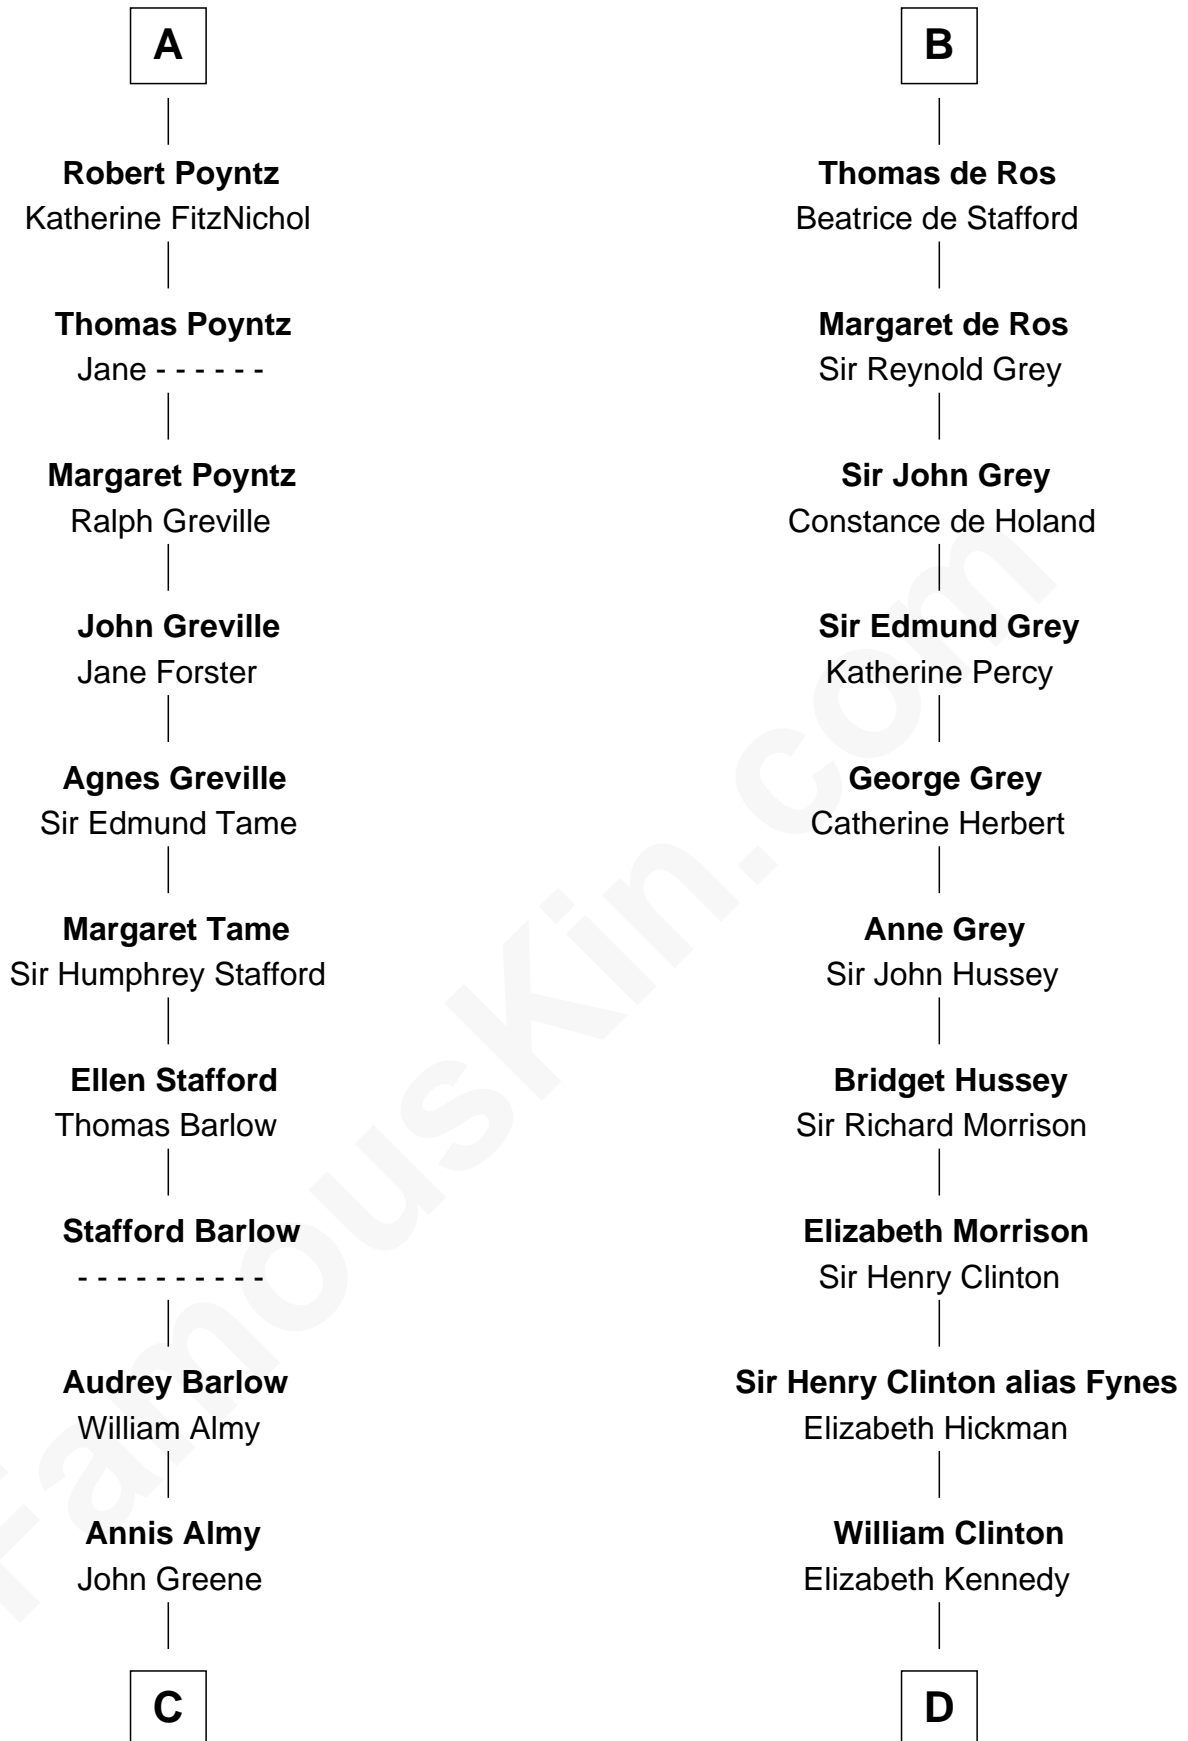 A
Robert Poyntz
Katherine FitzNichol
Thomas Poyntz
Jane - - - - - -
Margaret Poyntz
Ralph Greville
John Greville
Jane Forster
Agnes Greville
Sir Edmund Tame
Margaret Tame
Sir Humphrey Stafford
Ellen Stafford
Thomas Barlow
Stafford Barlow
- - - - - - - - - -
Audrey Barlow
William Almy
Annis Almy
John Greene
C
B
Thomas de Ros
Beatrice de Stafford
Margaret de Ros
Sir Reynold Grey
Sir John Grey
Constance de Holand
Sir Edmund Grey
Katherine Percy
George Grey
Catherine Herbert
Anne Grey
Sir John Hussey
Bridget Hussey
Sir Richard Morrison
Elizabeth Morrison
Sir Henry Clinton
Sir Henry Clinton alias Fynes
Elizabeth Hickman
William Clinton
Elizabeth Kennedy
D
FamousKin.com